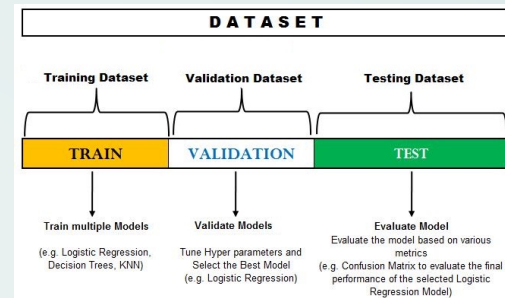 DATASET
Training Dataset
Validation Dataset
Testing Dataset
TRAIN
VALIDATION
TEST
Train multiple Models
(e.g. Logistic Regression,
Decision Trees, KNN)
Validate Models
Tune Hyper parameters and
Select the Best Model
(e.g. Logistic Regression)
Evaluate Model
Evaluate the model based on various
metrics
(e.g. Confusion Matrix to evaluate the final
performance of the selected Logistic
Regression Model)